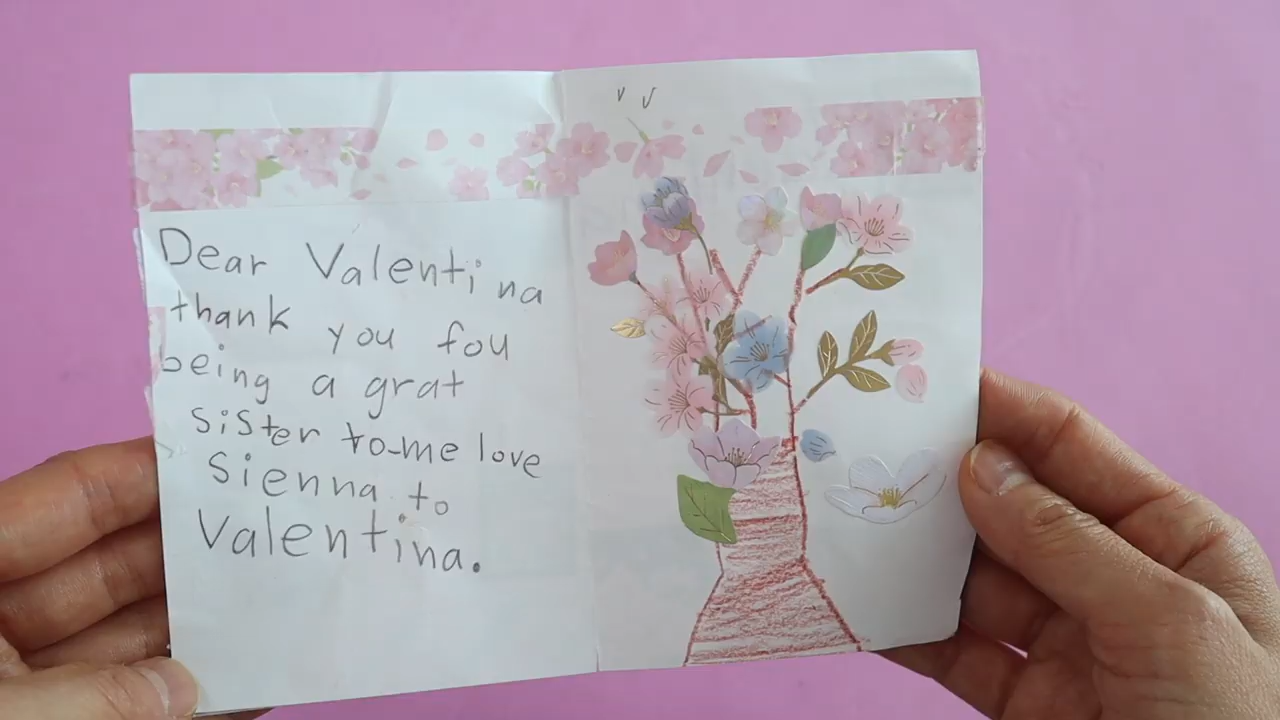 Dear Valentina
thank you fou
being a grat
sister to-me love
Sienna to
Valentina.